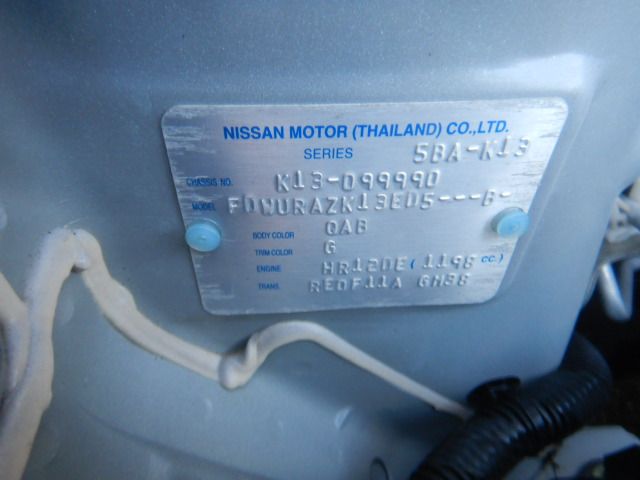 NISSAN MOTOR (THAILAND) CO.,LTD.
SERIES 5BA-K13
CHASSIS NO. K13-099990
MODEL FDWURAZK13ED5---B-
BODY COLOR QAB
TRIM COLOR G
ENGINE HR12DE ( 1198 CC. )
TRANS. RE0F11A GH58